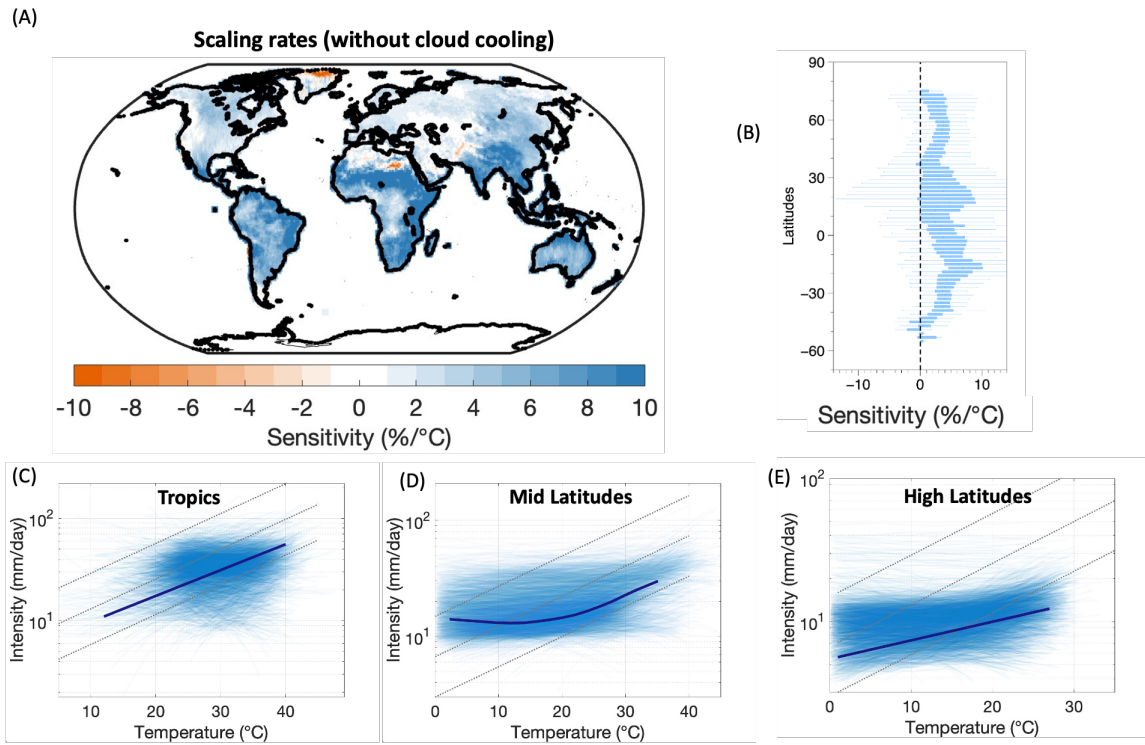 (A)
Scaling rates (without cloud cooling)
-10 -8 -6 -4 -2 0 2 4 6 8 10
Sensitivity (%/°C)
(B)
90
60
30
0
−30
−60
Latitudes
−10 0 10
Sensitivity (%/°C)
(C)
Tropics
10²
10¹
Intensity (mm/day)
10 20 30 40
Temperature (°C)
(D)
Mid Latitudes
10²
10¹
Intensity (mm/day)
0 10 20 30 40
Temperature (°C)
(E)
High Latitudes
10²
10¹
Intensity (mm/day)
0 10 20 30
Temperature (°C)